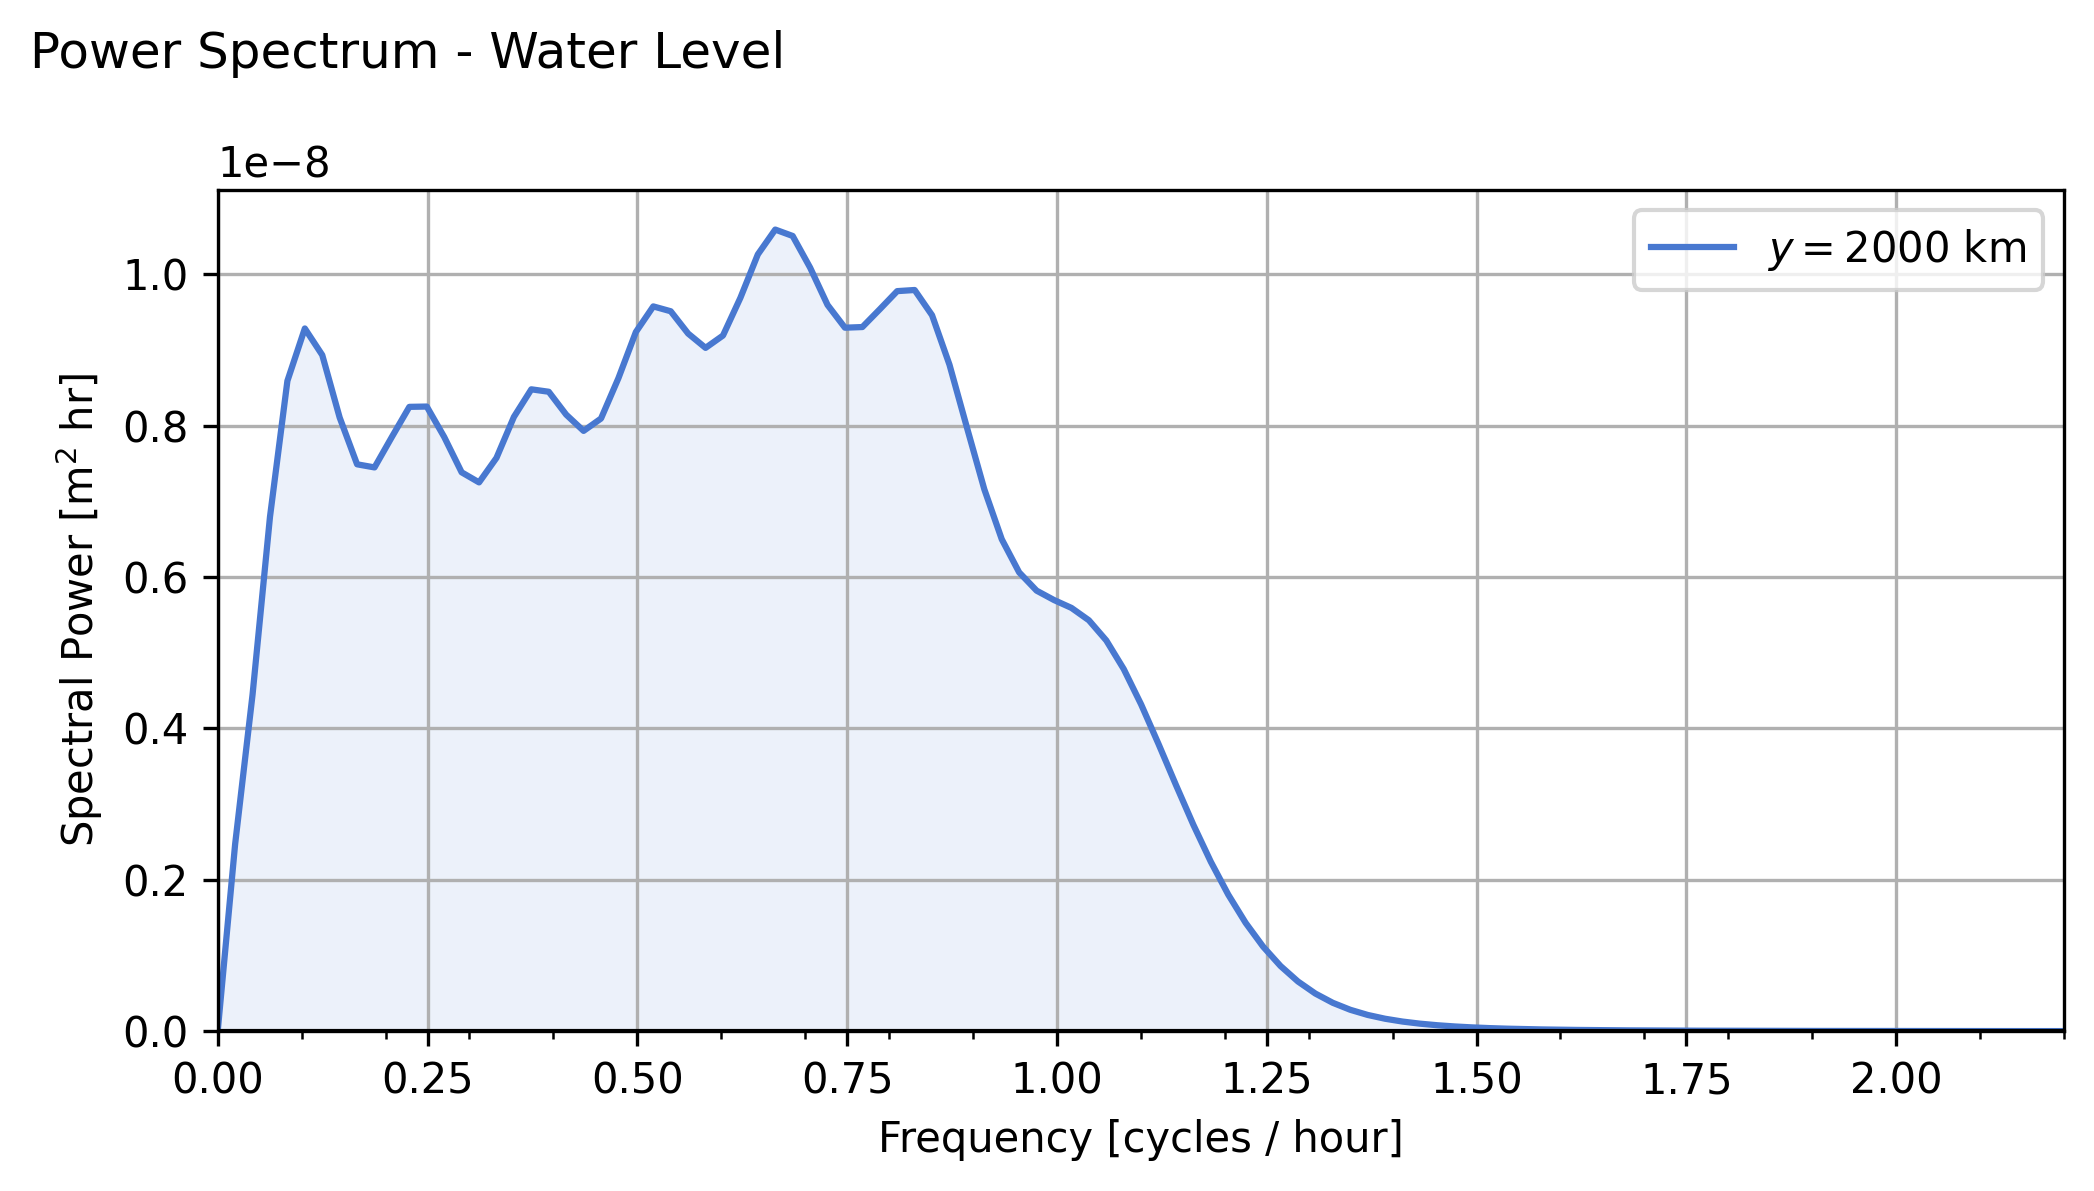 Power Spectrum - Water Level
1e−8
y = 2000 km
1.0
0.8
0.6
0.4
0.2
0.0
Spectral Power [m² hr]
0.00 0.25 0.50 0.75 1.00 1.25 1.50 1.75 2.00
Frequency [cycles / hour]